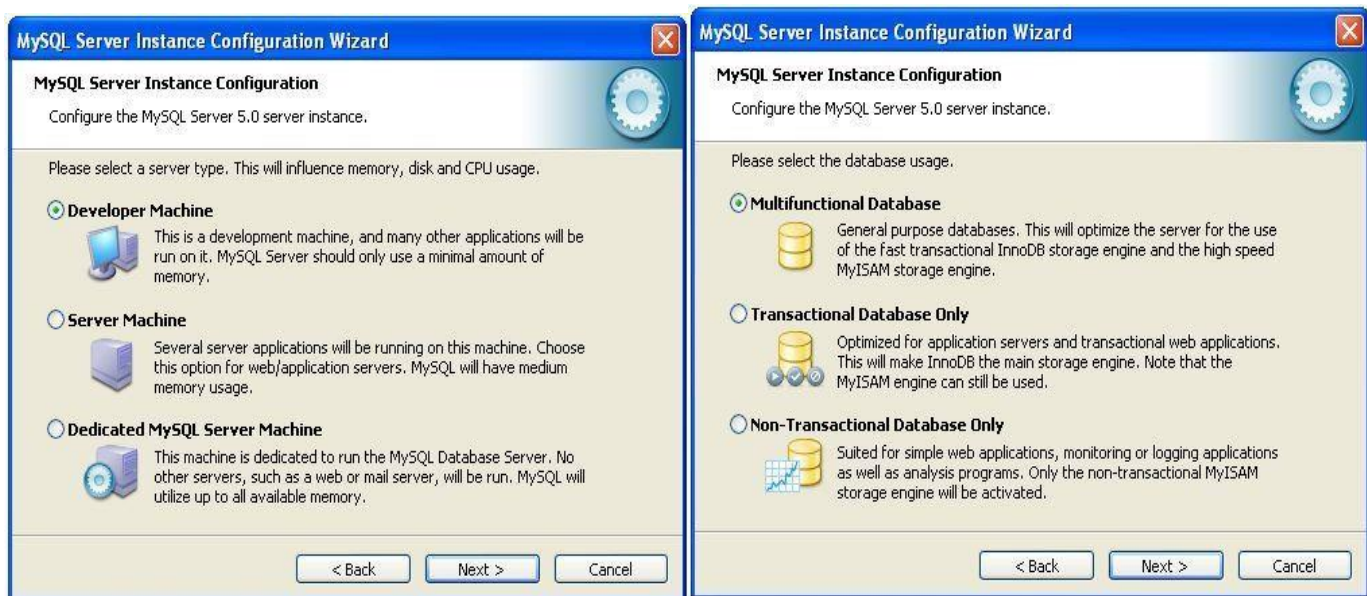 MySQL Server Instance Configuration Wizard
MySQL Server Instance Configuration
Configure the MySQL Server 5.0 server instance.
Please select a server type. This will influence memory, disk and CPU usage.
Developer Machine
This is a development machine, and many other applications will be
run on it. MySQL Server should only use a minimal amount of
memory.
Server Machine
Several server applications will be running on this machine. Choose
this option for web/application servers. MySQL will have medium
memory usage.
Dedicated MySQL Server Machine
This machine is dedicated to run the MySQL Database Server. No
other servers, such as a web or mail server, will be run. MySQL will
utilize up to all available memory.
< Back
Next >
Cancel
MySQL Server Instance Configuration Wizard
MySQL Server Instance Configuration
Configure the MySQL Server 5.0 server instance.
Please select the database usage.
Multifunctional Database
General purpose databases. This will optimize the server for the use
of the fast transactional InnoDB storage engine and the high speed
MyISAM storage engine.
Transactional Database Only
Optimized for application servers and transactional web applications.
This will make InnoDB the main storage engine. Note that the
MyISAM engine can still be used.
Non-Transactional Database Only
Suited for simple web applications, monitoring or logging applications
as well as analysis programs. Only the non-transactional MyISAM
storage engine will be activated.
< Back
Next >
Cancel